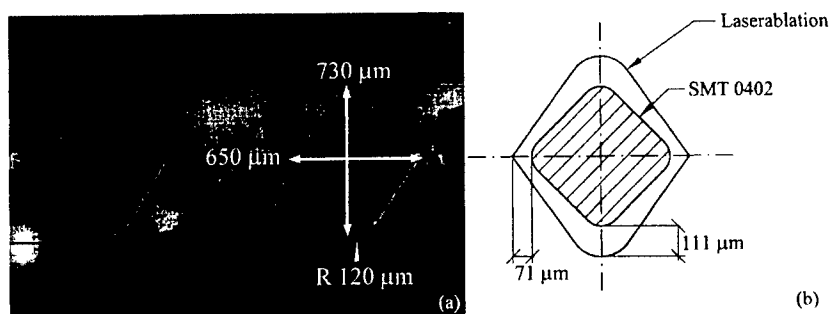 730 µm
650 µm
R 120 µm
(a)
Laserablation
SMT 0402
111 µm
71 µm
(b)